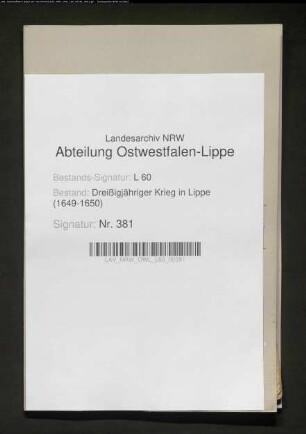 Landesarchiv NRW
Abteilung Ostwestfalen-Lippe
Bestands-Signatur: L 60
Bestand: Dreißigjähriger Krieg in Lippe
(1649-1650)
Signatur: Nr. 381